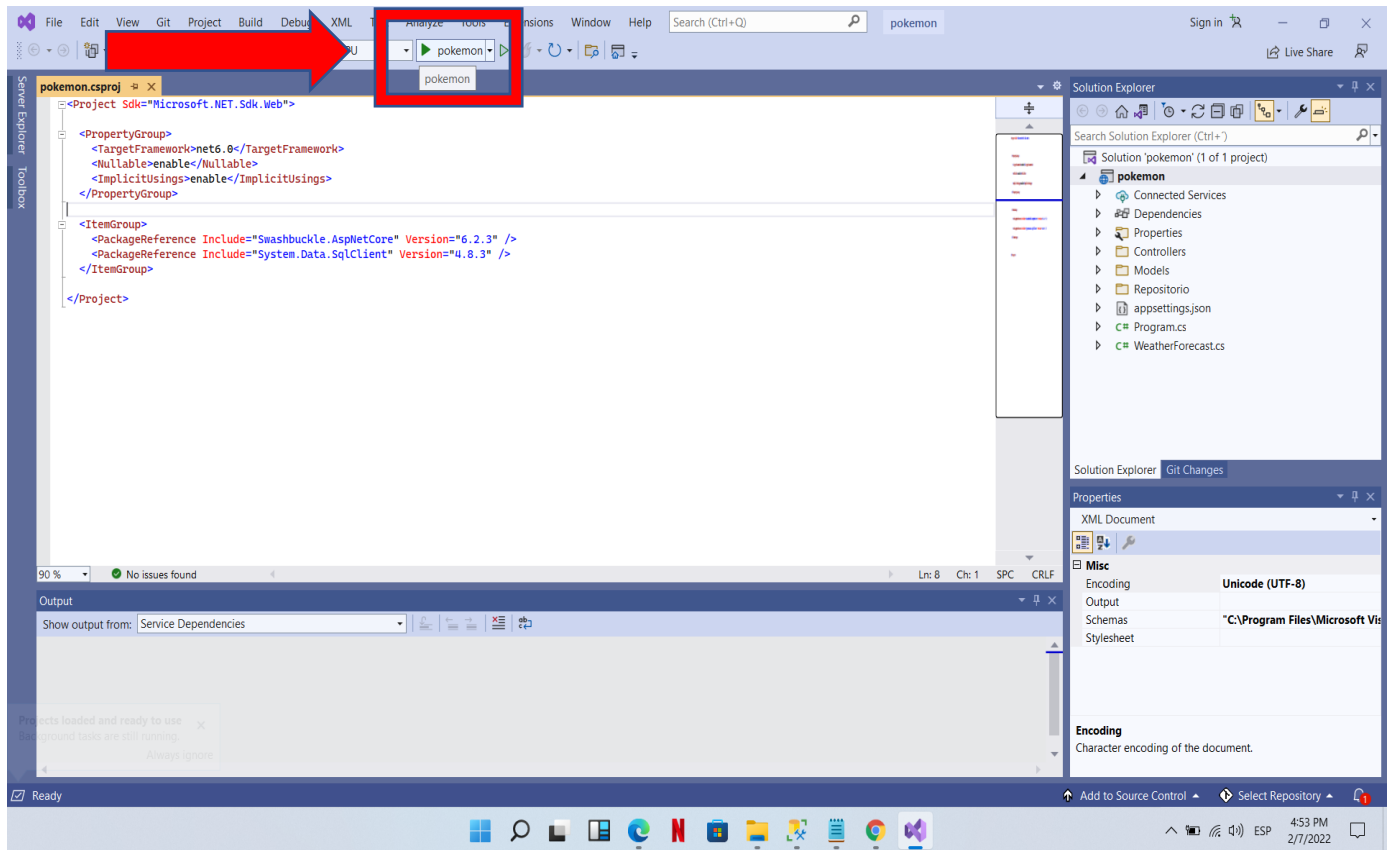 File Edit View Git Project Build Debug XML Analyze Tools Extensions Window Help Search (Ctrl+Q) pokemon Sign in
pokemon Live Share
pokemon
Server Explorer
Toolbox
pokemon.csproj
<Project Sdk="Microsoft.NET.Sdk.Web">
<PropertyGroup>
<TargetFramework>net6.0</TargetFramework>
<Nullable>enable</Nullable>
<ImplicitUsings>enable</ImplicitUsings>
</PropertyGroup>
<ItemGroup>
<PackageReference Include="Swashbuckle.AspNetCore" Version="6.2.3" />
<PackageReference Include="System.Data.SqlClient" Version="4.8.3" />
</ItemGroup>
</Project>
90 % No issues found Ln: 8 Ch: 1 SPC CRLF
Output
Show output from: Service Dependencies
Projects loaded and ready to use
Background tasks are still running.
Always ignore
Solution Explorer
Search Solution Explorer (Ctrl+¨)
Solution 'pokemon' (1 of 1 project)
pokemon
Connected Services
Dependencies
Properties
Controllers
Models
Repositorio
appsettings.json
C# Program.cs
C# WeatherForecast.cs
Solution Explorer Git Changes
Properties
XML Document
Misc
Encoding Unicode (UTF-8)
Output
Schemas "C:\Program Files\Microsoft Vis
Stylesheet
Encoding
Character encoding of the document.
Ready Add to Source Control Select Repository 1
ESP 4:53 PM
2/7/2022